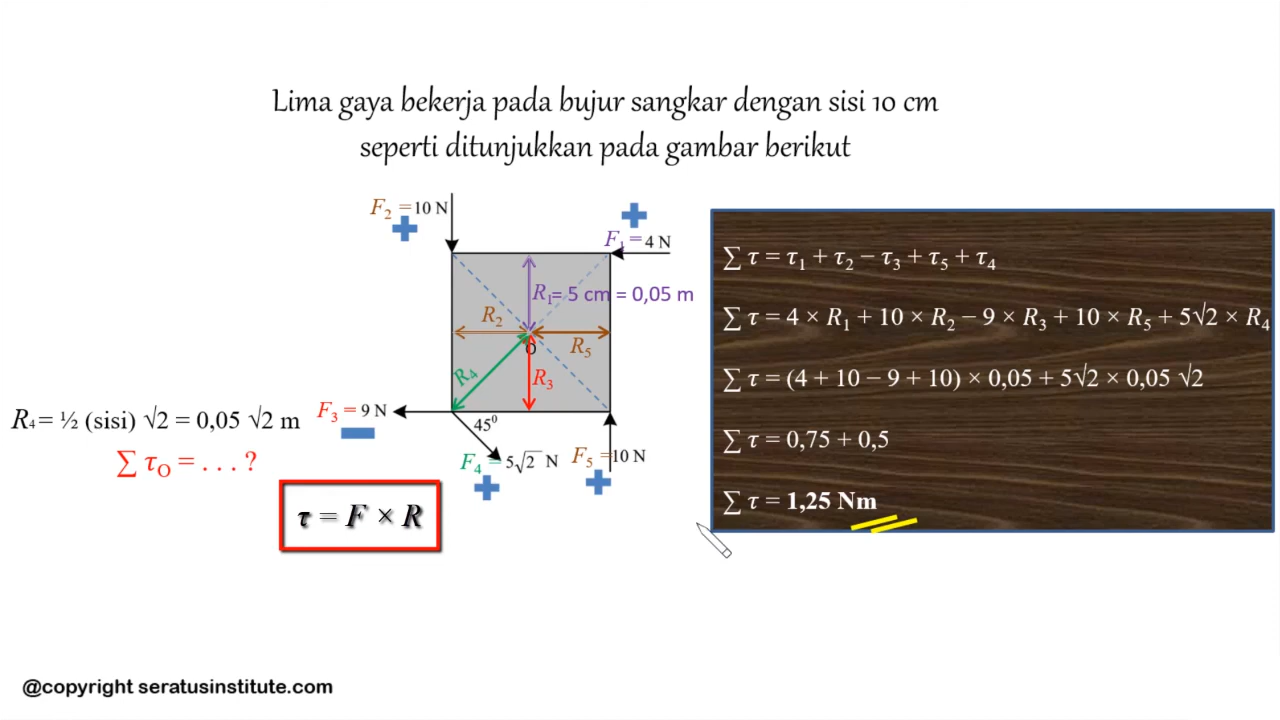 Lima gaya bekerja pada bujur sangkar dengan sisi 10 cm
seperti ditunjukkan pada gambar berikut
F₂ = 10 N
F₁ = 4 N
R₁ = 5 cm = 0,05 m
R₂
O
R₅
R₄
R₃
F₃ = 9 N
45⁰
F₄ = 5√2 N
F₅ = 10 N
R₄ = ½ (sisi) √2 = 0,05 √2 m
∑ τ_O = . . . ?
τ = F × R
∑ τ = τ₁ + τ₂ − τ₃ + τ₅ + τ₄
∑ τ = 4 × R₁ + 10 × R₂ − 9 × R₃ + 10 × R₅ + 5√2 × R₄
∑ τ = (4 + 10 − 9 + 10) × 0,05 + 5√2 × 0,05 √2
∑ τ = 0,75 + 0,5
∑ τ = 1,25 Nm
@copyright seratusinstitute.com